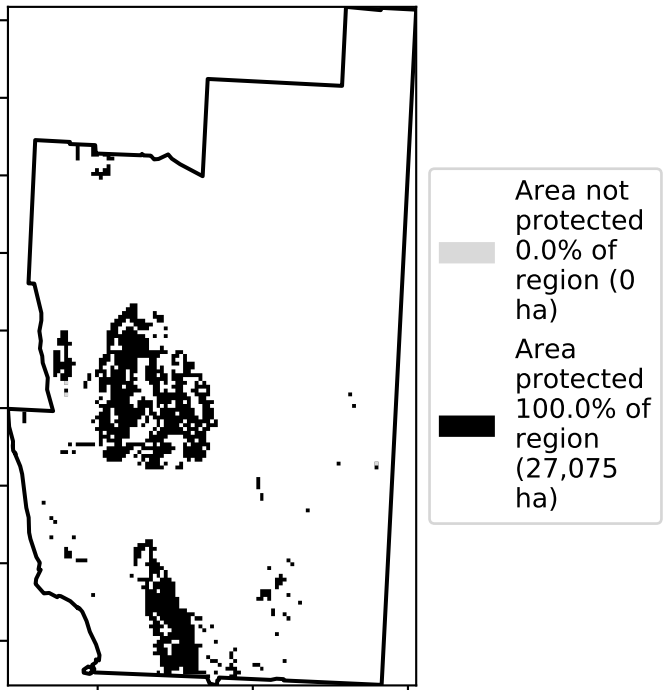 Area not
protected
0.0% of
region (0
ha)
Area
protected
100.0% of
region
(27,075
ha)